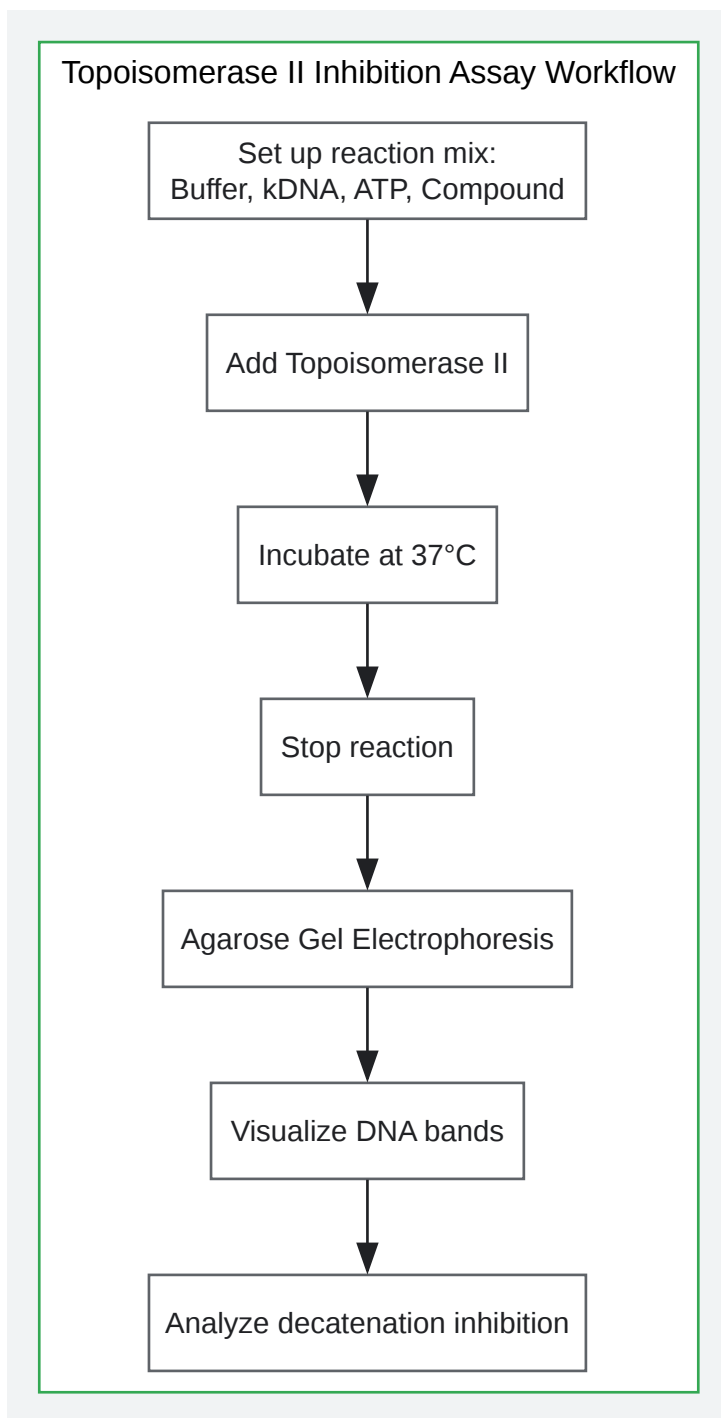 Topoisomerase II Inhibition Assay Workflow
Set up reaction mix:
Buffer, kDNA, ATP, Compound
Add Topoisomerase II
Incubate at 37°C
Stop reaction
Agarose Gel Electrophoresis
Visualize DNA bands
Analyze decatenation inhibition